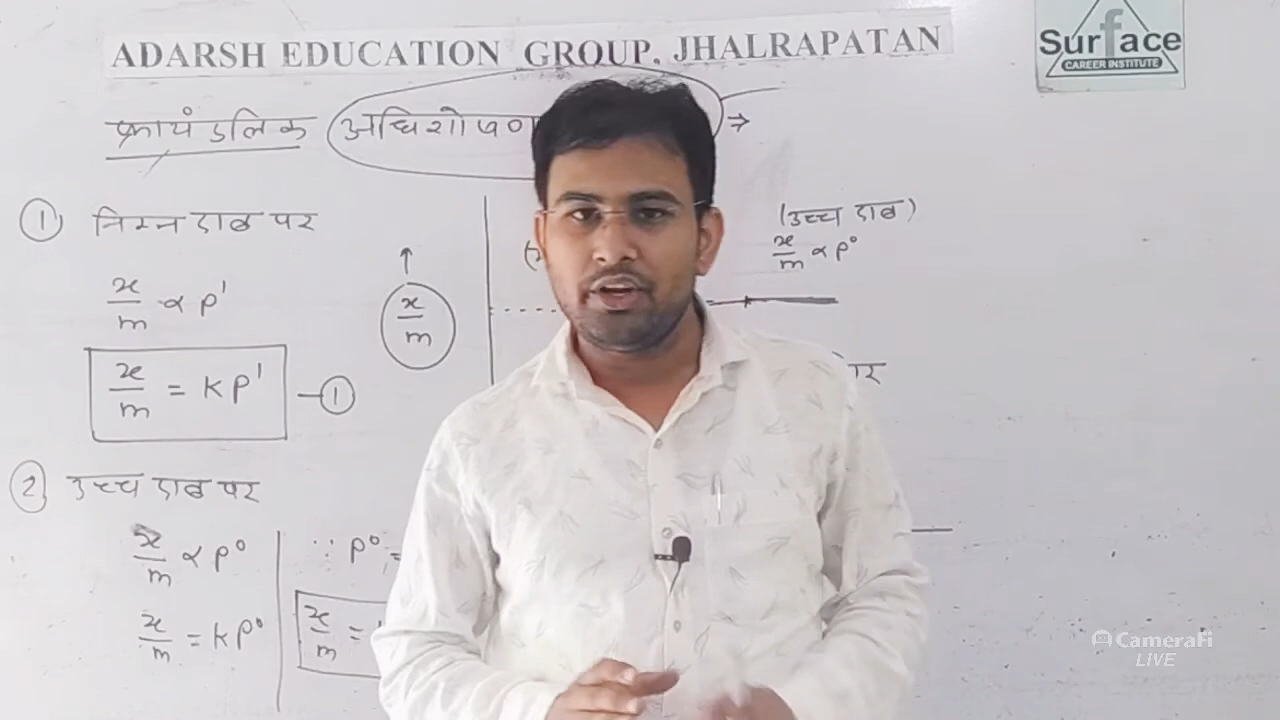 ADARSH EDUCATION GROUP, JHALRAPATAN
Surface
CAREER INSTITUTE
फ्रायंडलिक अधिशोषण →
① निम्न दाब पर
x/m ∝ P¹
x/m = KP¹ —①
↑
x/m
(उच्च दाब)
x/m ∝ P⁰
② उच्च दाब पर
x/m ∝ P⁰
x/m = KP⁰
∵ P⁰ =
x/m =
CameraFi
LIVE